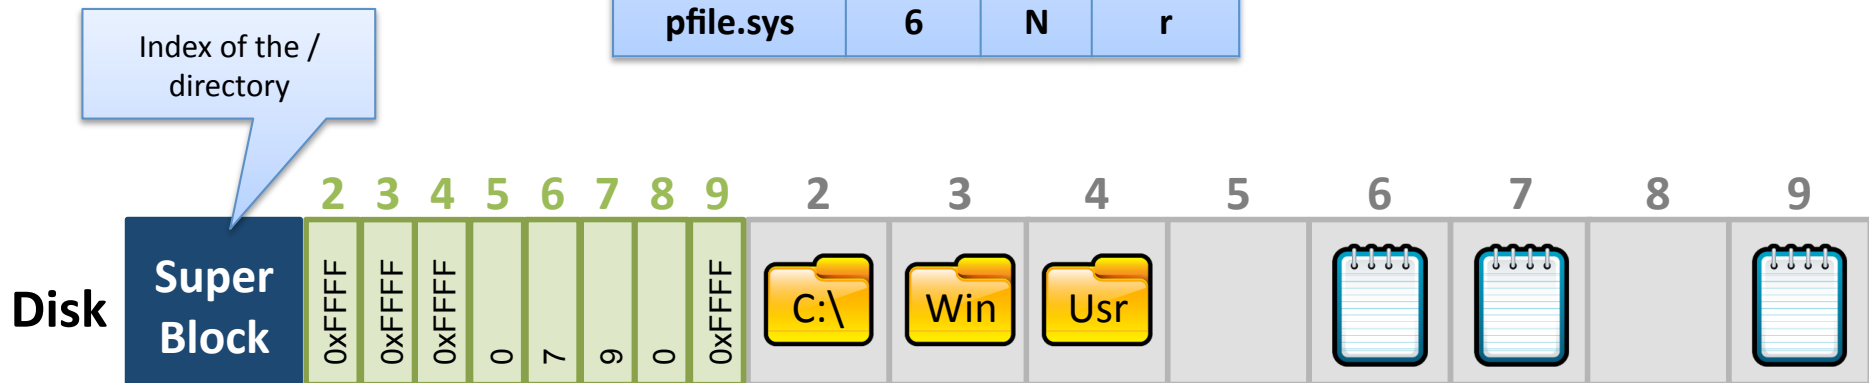 pfile.sys 6 N r
Index of the /
directory
2 3 4 5 6 7 8 9 2 3 4 5 6 7 8 9
Disk
Super
Block
0xFFFF 0xFFFF 0xFFFF 0 7 9 0 0xFFFF
C:\ Win Usr